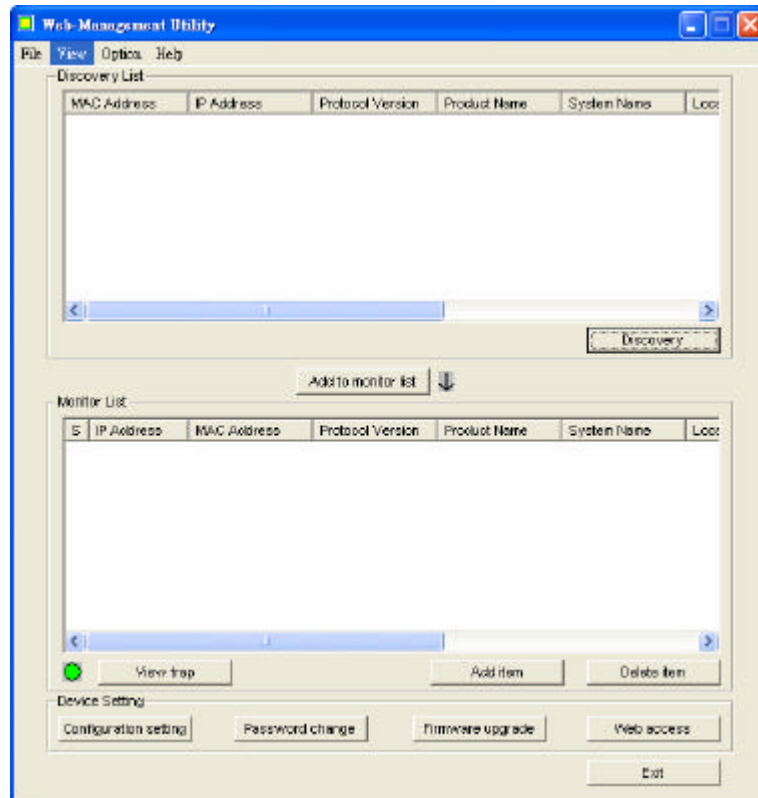 Web-Management Utility
File View Option Help
Discovery List
MAC Address IP Address Protocol Version Product Name System Name Loca
Discovery
Add to monitor list
Monitor List
S IP Address MAC Address Protocol Version Product Name System Name Loca
View trap Add item Delete item
Device Setting
Configuration setting Password change Firmware upgrade Web access
Exit